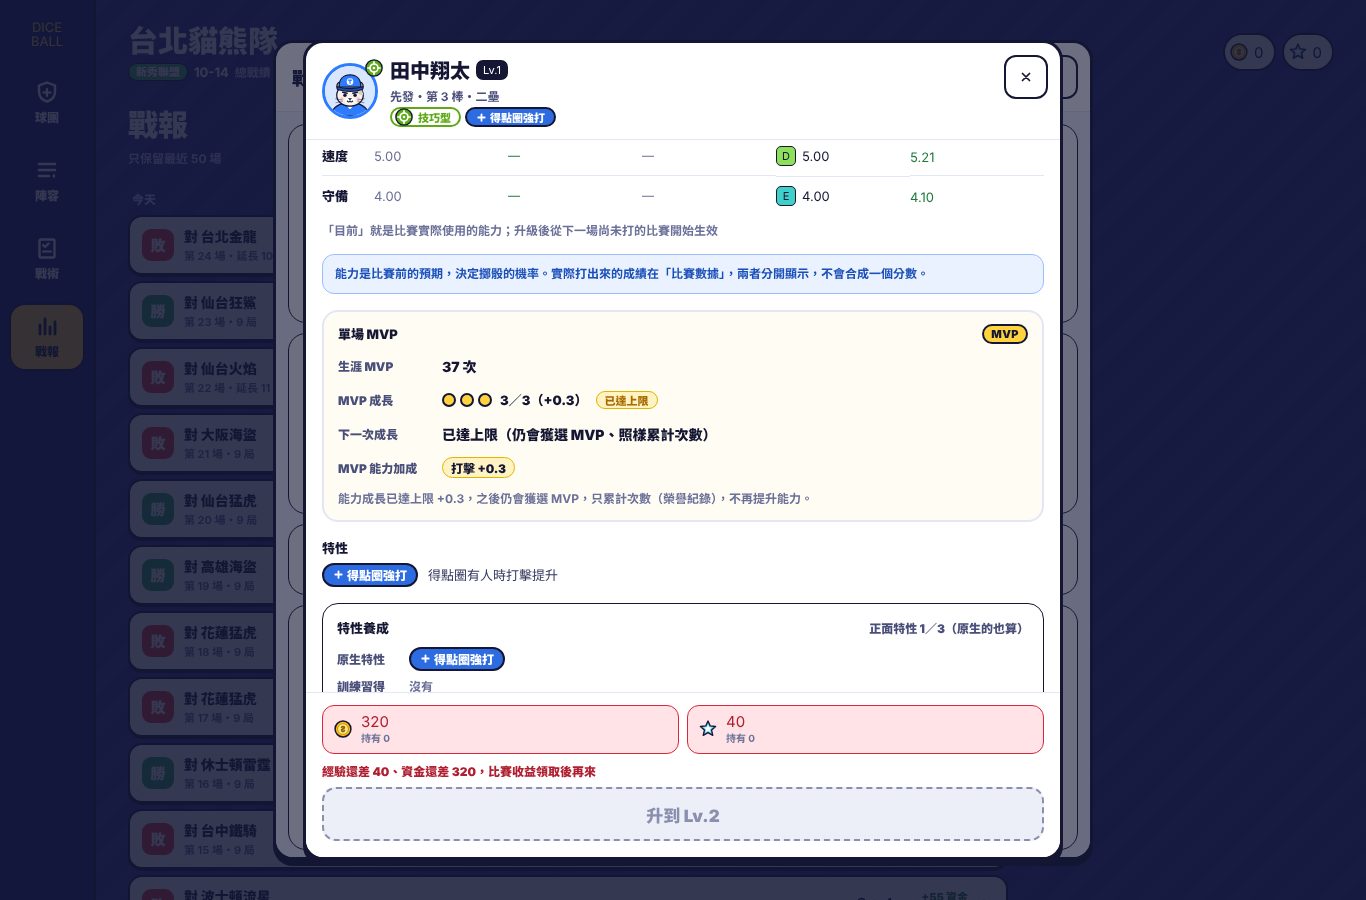 DICE
BALL
球團
陣容
戰術
戰報
台北貓熊隊
新秀聯盟 10-14 總戰績
0 0
戰報
只保留最近 50 場
今天
敗 對 台北金龍
第 24 場・延長 10
勝 對 仙台狂鯊
第 23 場・9 局
敗 對 仙台火焰
第 22 場・延長 11
敗 對 大阪海盜
第 21 場・9 局
勝 對 仙台猛虎
第 20 場・9 局
勝 對 高雄海盜
第 19 場・9 局
敗 對 花蓮猛虎
第 18 場・9 局
敗 對 花蓮猛虎
第 17 場・9 局
勝 對 休士頓雷霆
第 16 場・9 局
敗 對 台中鐵騎
第 15 場・9 局
對 波士頓流星
+55 資金
田中翔太 Lv.1
先發・第 3 棒・二壘
技巧型 + 得點圈強打
×
速度 5.00 — — D 5.00 5.21
守備 4.00 — — E 4.00 4.10
「目前」就是比賽實際使用的能力；升級後從下一場尚未打的比賽開始生效
能力是比賽前的預期，決定擲骰的機率。實際打出來的成績在「比賽數據」，兩者分開顯示，不會合成一個分數。
單場 MVP MVP
生涯 MVP 37 次
MVP 成長 3／3（+0.3） 已達上限
下一次成長 已達上限（仍會獲選 MVP、照樣累計次數）
MVP 能力加成 打擊 +0.3
能力成長已達上限 +0.3，之後仍會獲選 MVP，只累計次數（榮譽紀錄），不再提升能力。
特性
+ 得點圈強打 得點圈有人時打擊提升
特性養成 正面特性 1／3（原生的也算）
原生特性 + 得點圈強打
訓練習得 沒有
320
持有 0
40
持有 0
經驗還差 40、資金還差 320，比賽收益領取後再來
升到 Lv.2